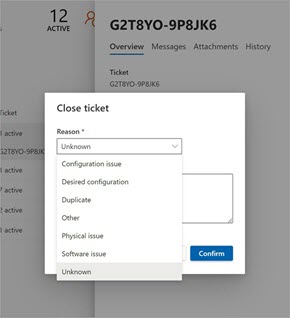 12
ACTIVE
G2T8YO-9P8JK6
Overview Messages Attachments History
Ticket
G2T8YO-9P8JK6
Ticket
active
G2T8YO-9P8JK
active
active
active
active
Close ticket
Reason *
Unknown
Configuration issue
Desired configuration
Duplicate
Other
Physical issue
Software issue
Unknown
Confirm